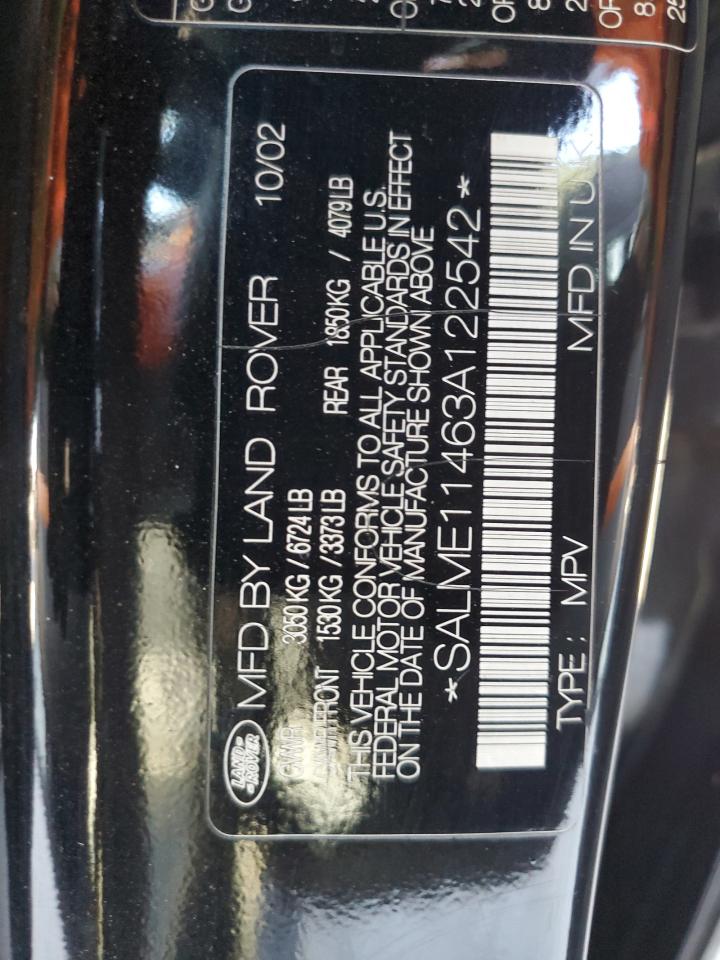 LAND ROVER
MFD BY LAND ROVER 10/02
GVWR 3050 KG / 6724 LB
FRONT 1530 KG / 3373 LB REAR 1850 KG / 4079 LB
THIS VEHICLE CONFORMS TO ALL APPLICABLE U.S.
FEDERAL MOTOR VEHICLE SAFETY STANDARDS IN EFFECT
ON THE DATE OF MANUFACTURE SHOWN ABOVE
*SALME11463A122542*
TYPE : MPV MFD IN U.K